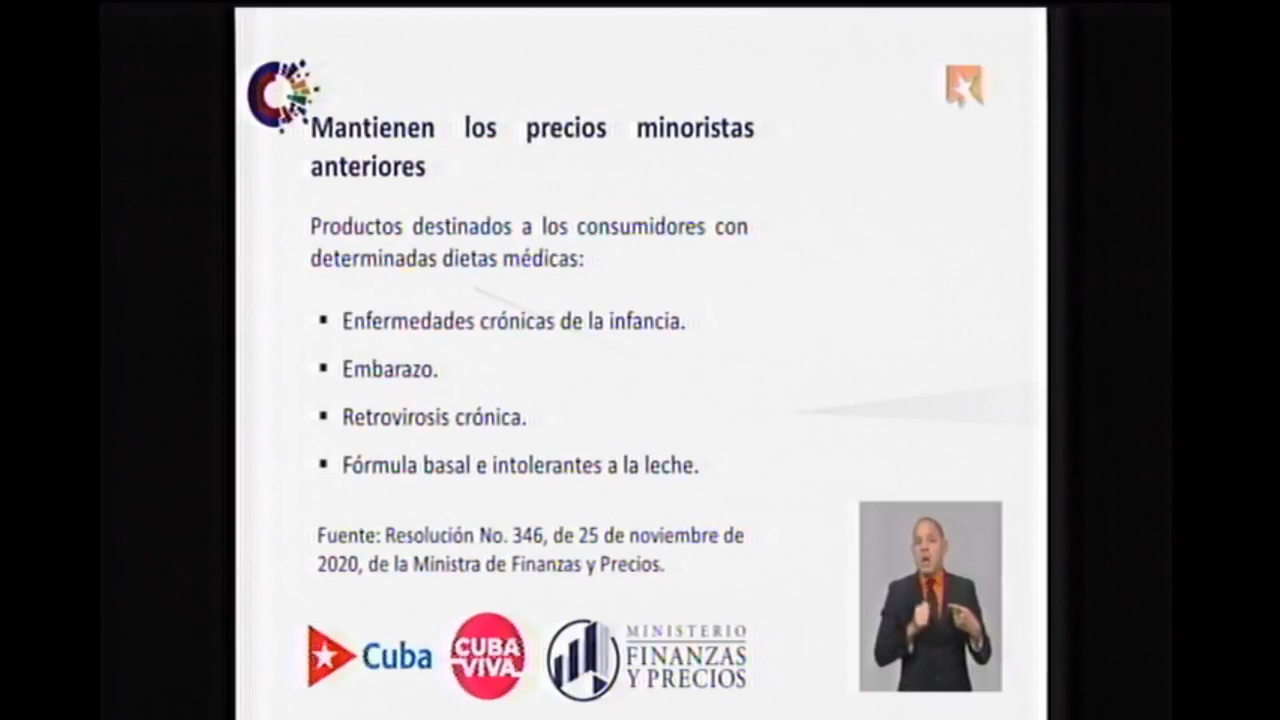 Mantienen los precios minoristas
anteriores
Productos destinados a los consumidores con
determinadas dietas médicas:
▪ Enfermedades crónicas de la infancia.
▪ Embarazo.
▪ Retrovirosis crónica.
▪ Fórmula basal e intolerantes a la leche.
Fuente: Resolución No. 346, de 25 de noviembre de
2020, de la Ministra de Finanzas y Precios.
Cuba
CUBA
VIVA
MINISTERIO
FINANZAS
Y PRECIOS